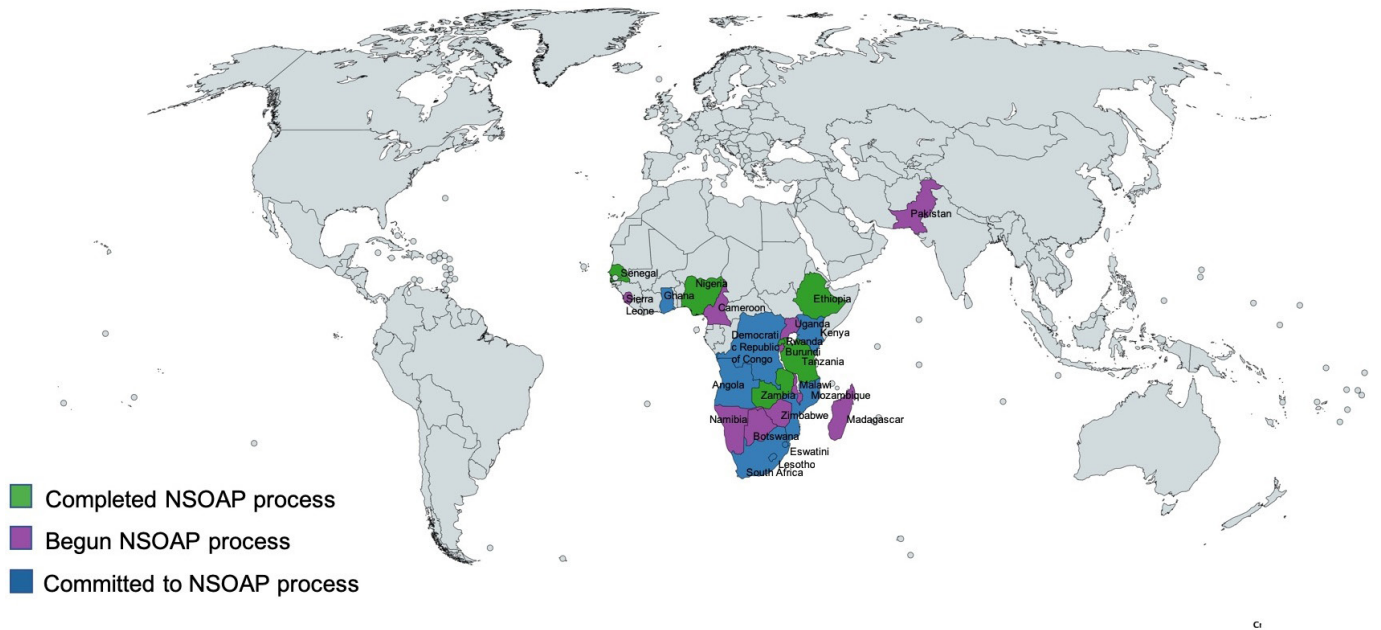 Pakistan
Senegal
Nigeria
Sierra
Leone
Ghana
Cameroon
Ethiopia
Uganda
Kenya
Democrati
c Republic
of Congo
Rwanda
Burundi
Tanzania
Angola
Malawi
Zambia
Mozambique
Namibia
Zimbabwe
Madagascar
Botswana
Eswatini
Lesotho
South Africa
Completed NSOAP process
Begun NSOAP process
Committed to NSOAP process